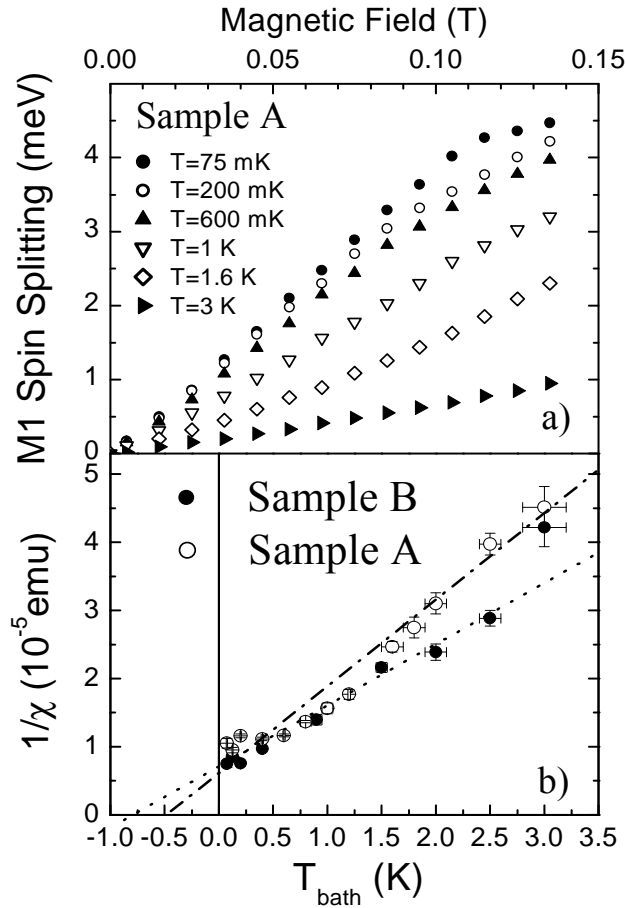 Magnetic Field (T)
0.00 0.05 0.10 0.15
M1 Spin Splitting (meV)
4
3
2
1
0
Sample A
T=75 mK
T=200 mK
T=600 mK
T=1 K
T=1.6 K
T=3 K
a)
1/χ (10⁻⁵emu)
5
4
3
2
1
0
Sample B
Sample A
b)
-1.0 -0.5 0.0 0.5 1.0 1.5 2.0 2.5 3.0 3.5
T_bath (K)